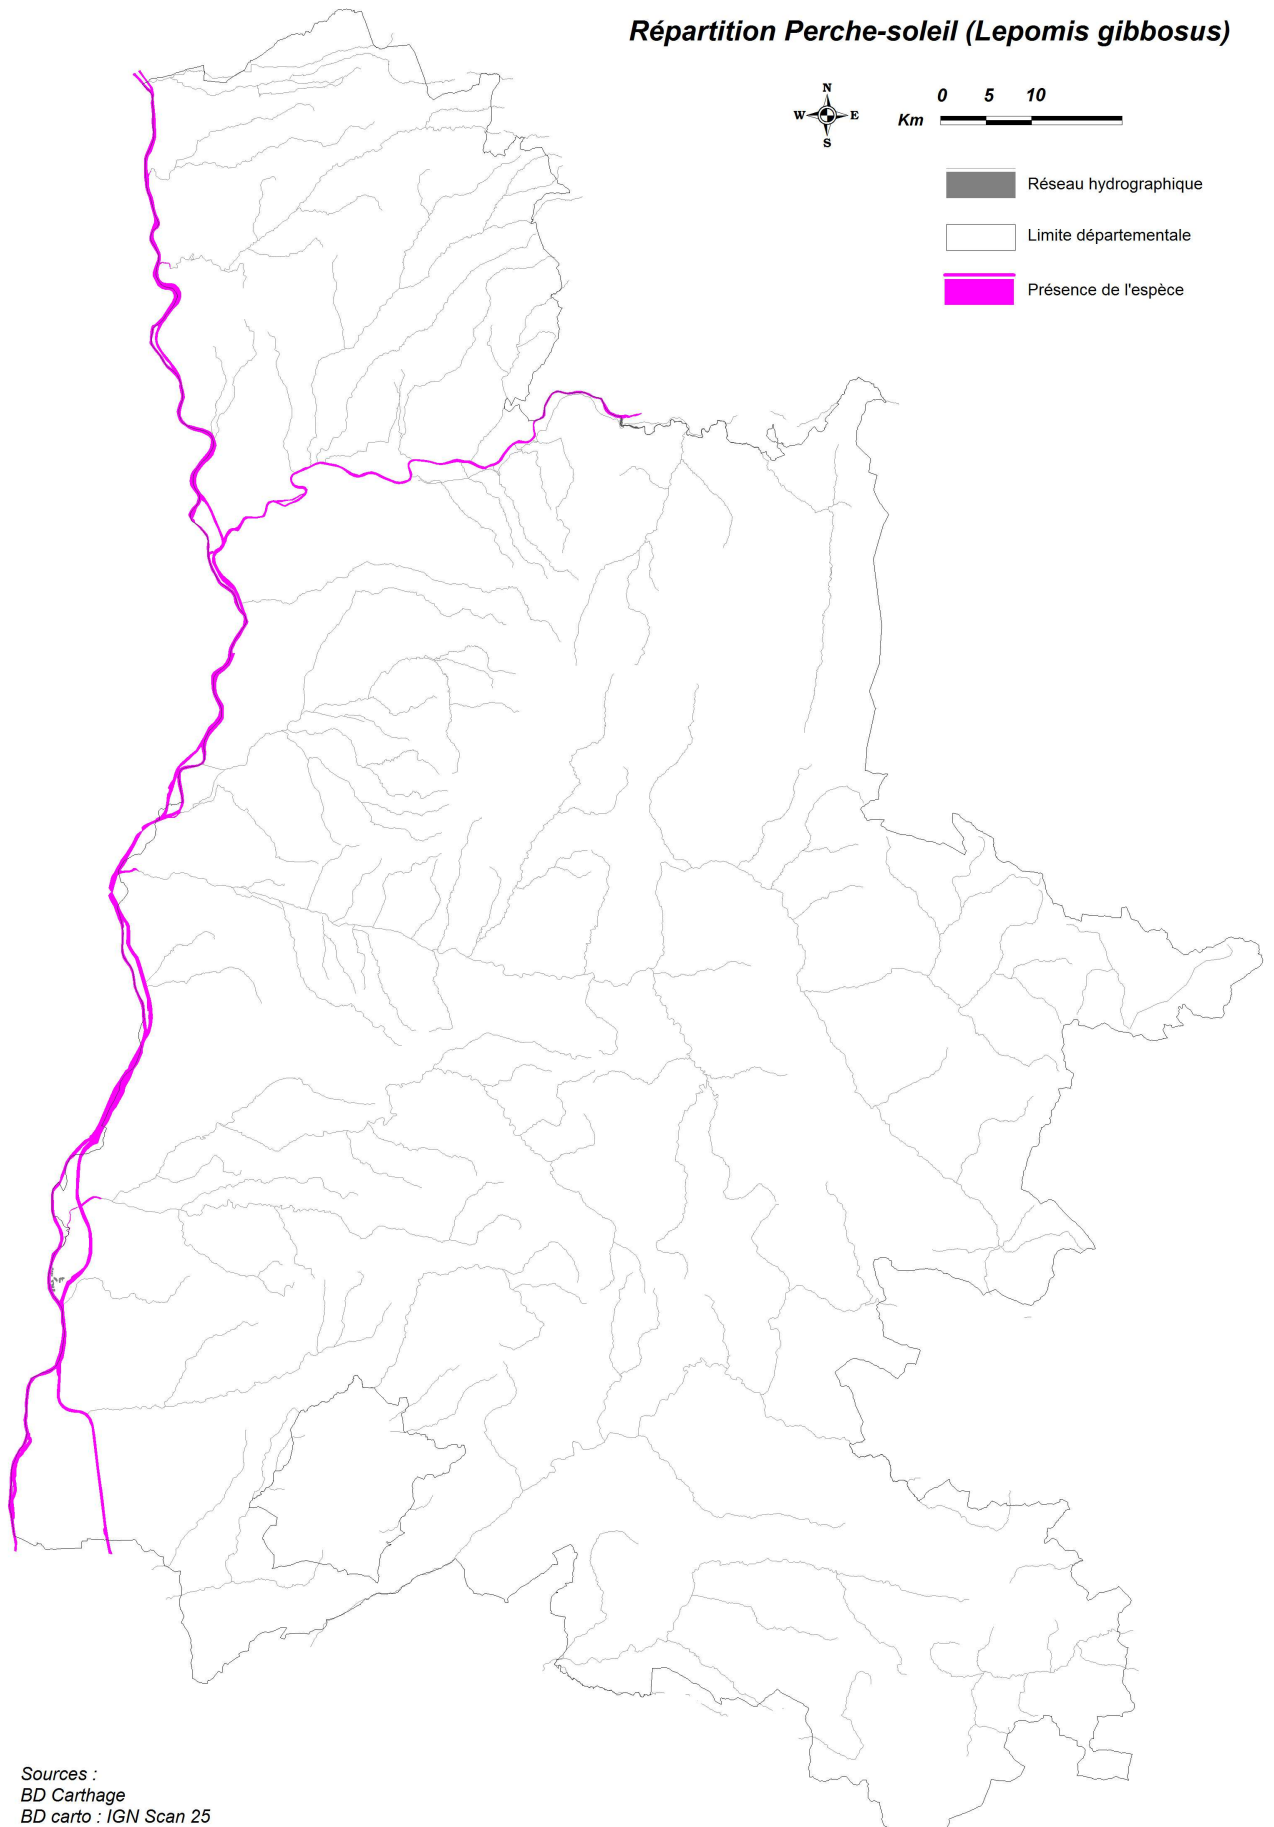 Répartition Perche-soleil (Lepomis gibbosus)
N
W E
S
0 5 10
Km
Réseau hydrographique
Limite départementale
Présence de l'espèce
Sources :
BD Carthage
BD carto : IGN Scan 25